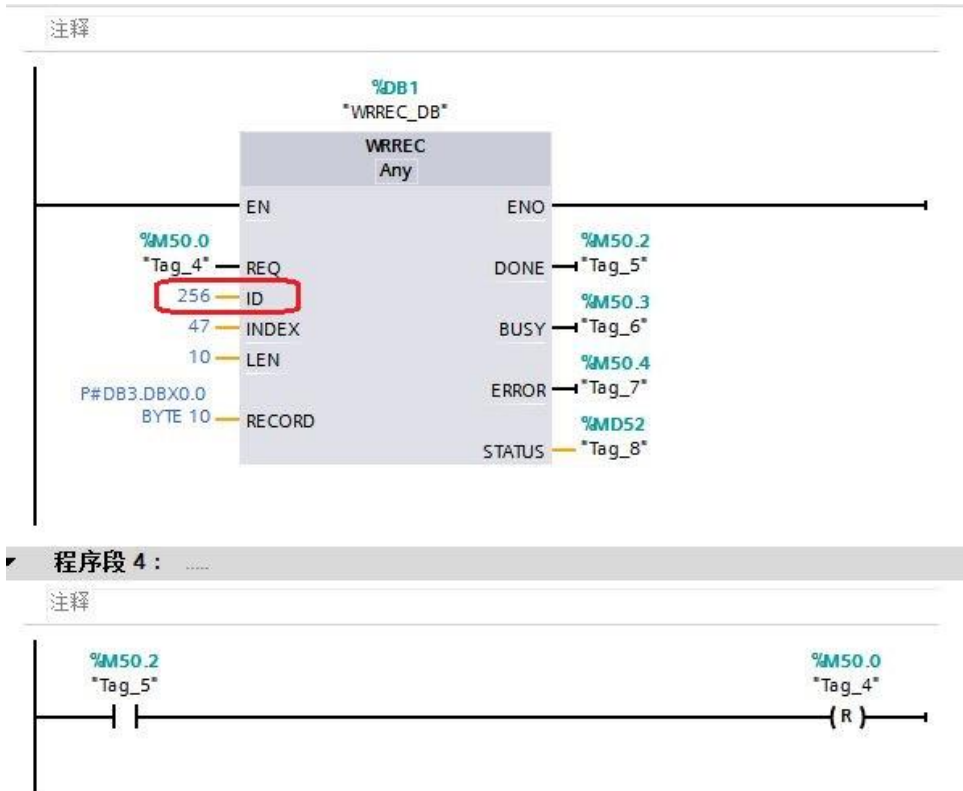 注释
%DB1
"WRREC_DB"
WRREC
Any
EN ENO
%M50.0
"Tag_4" REQ
%M50.2
DONE "Tag_5"
256 ID
%M50.3
47 INDEX
BUSY "Tag_6"
10 LEN
%M50.4
P#DB3.DBX0.0
ERROR "Tag_7"
BYTE 10 RECORD
%MD52
STATUS "Tag_8"
程序段 4： .....
注释
%M50.2 %M50.0
"Tag_5" "Tag_4"
R